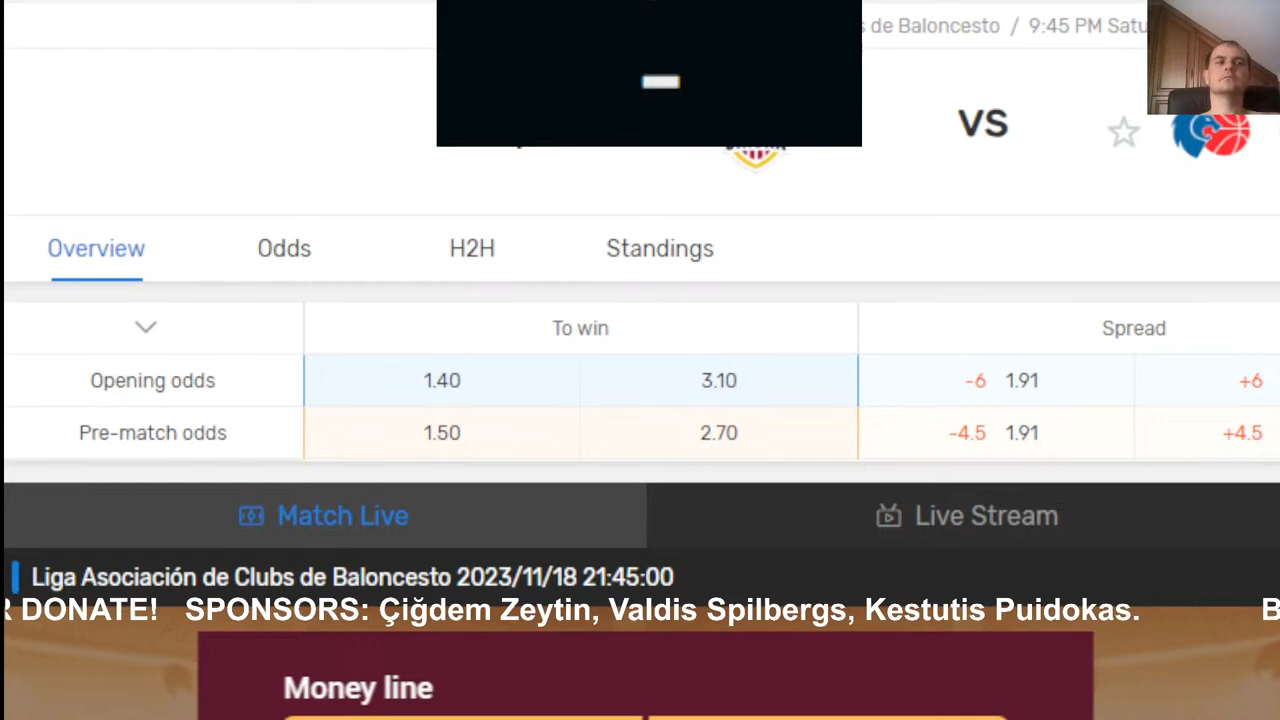 s de Baloncesto / 9:45 PM Satu
VS
Overview Odds H2H Standings
To win Spread
Opening odds 1.40 3.10 -6 1.91 +6
Pre-match odds 1.50 2.70 -4.5 1.91 +4.5
Match Live Live Stream
Liga Asociación de Clubs de Baloncesto 2023/11/18 21:45:00
R DONATE! SPONSORS: Çiğdem Zeytin, Valdis Spilbergs, Kestutis Puidokas. B
Money line